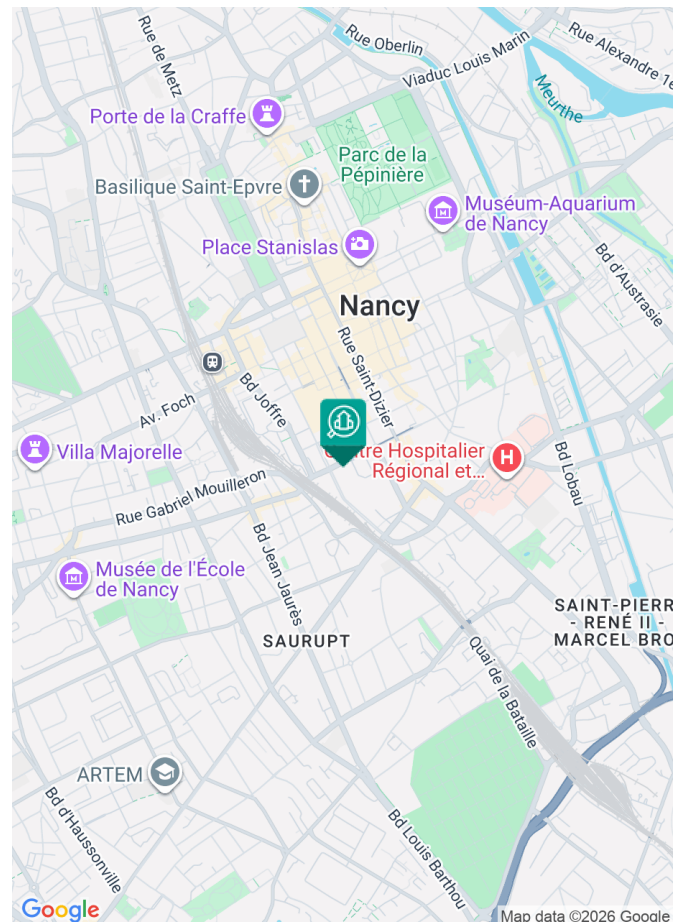 Rue de Metz
Rue Oberlin
Viaduc Louis Marin
Rue Alexandre 1e
Meurthe
Porte de la Craffe
Parc de la
Pépinière
Basilique Saint-Epvre
Muséum-Aquarium
de Nancy
Place Stanislas
Bd d'Austrasie
Nancy
Rue Saint-Dizier
Bd Joffre
Av. Foch
Villa Majorelle
tre Hospitalier
Régional et...
H
Bd Lobau
Rue Gabriel Mouilleron
Bd Jean Jaurès
Musée de l'École
de Nancy
SAINT-PIERR
- RENÉ II -
MARCEL BRO
SAURUPT
Quai de la Bataille
ARTEM
Bd d'Haussonville
Bd Louis Barthou
Google
Map data ©2026 Google